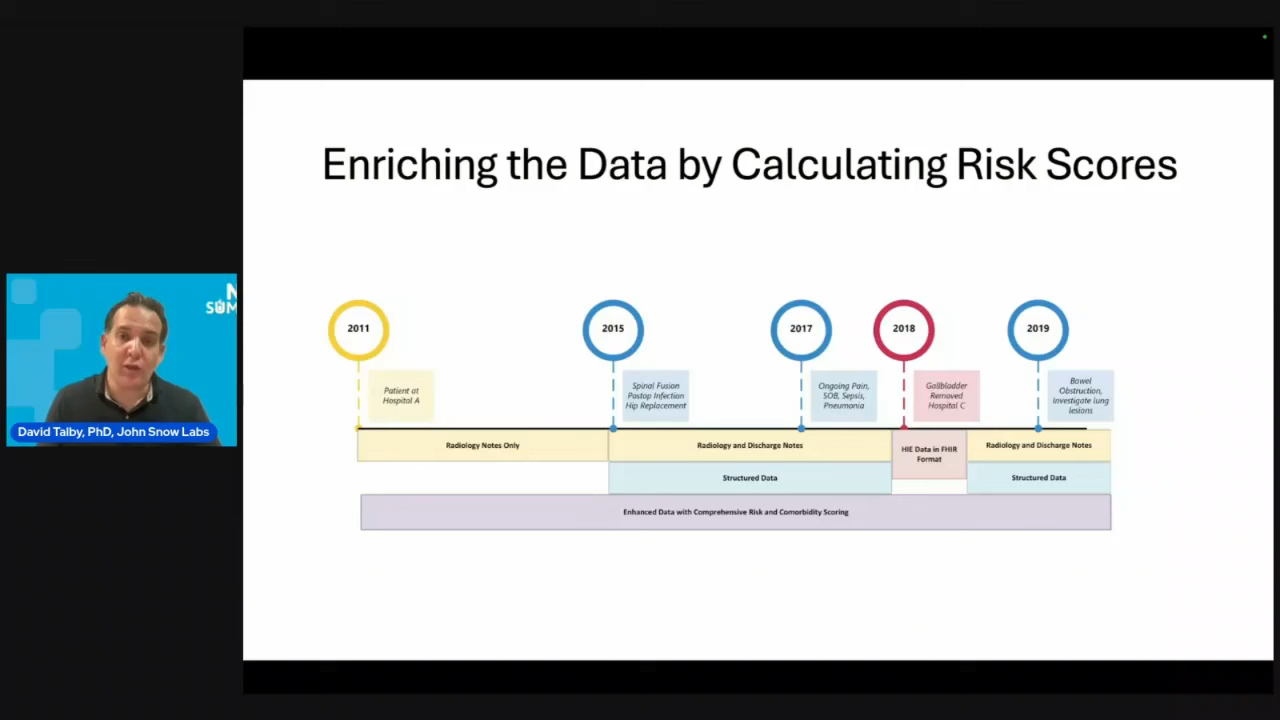 Enriching the Data by Calculating Risk Scores
2011
2015
2017
2018
2019
Patient at
Hospital A
Spinal Fusion
Postop Infection
Hip Replacement
Ongoing Pain,
SOB, Sepsis,
Pneumonia
Gallbladder
Removed
Hospital C
Bowel
Obstruction,
Investigate lung
lesions
Radiology Notes Only
Radiology and Discharge Notes
HIE Data in FHIR
Format
Radiology and Discharge Notes
Structured Data
Structured Data
Enhanced Data with Comprehensive Risk and Comorbidity Scoring
N
SUM
David Talby, PhD, John Snow Labs